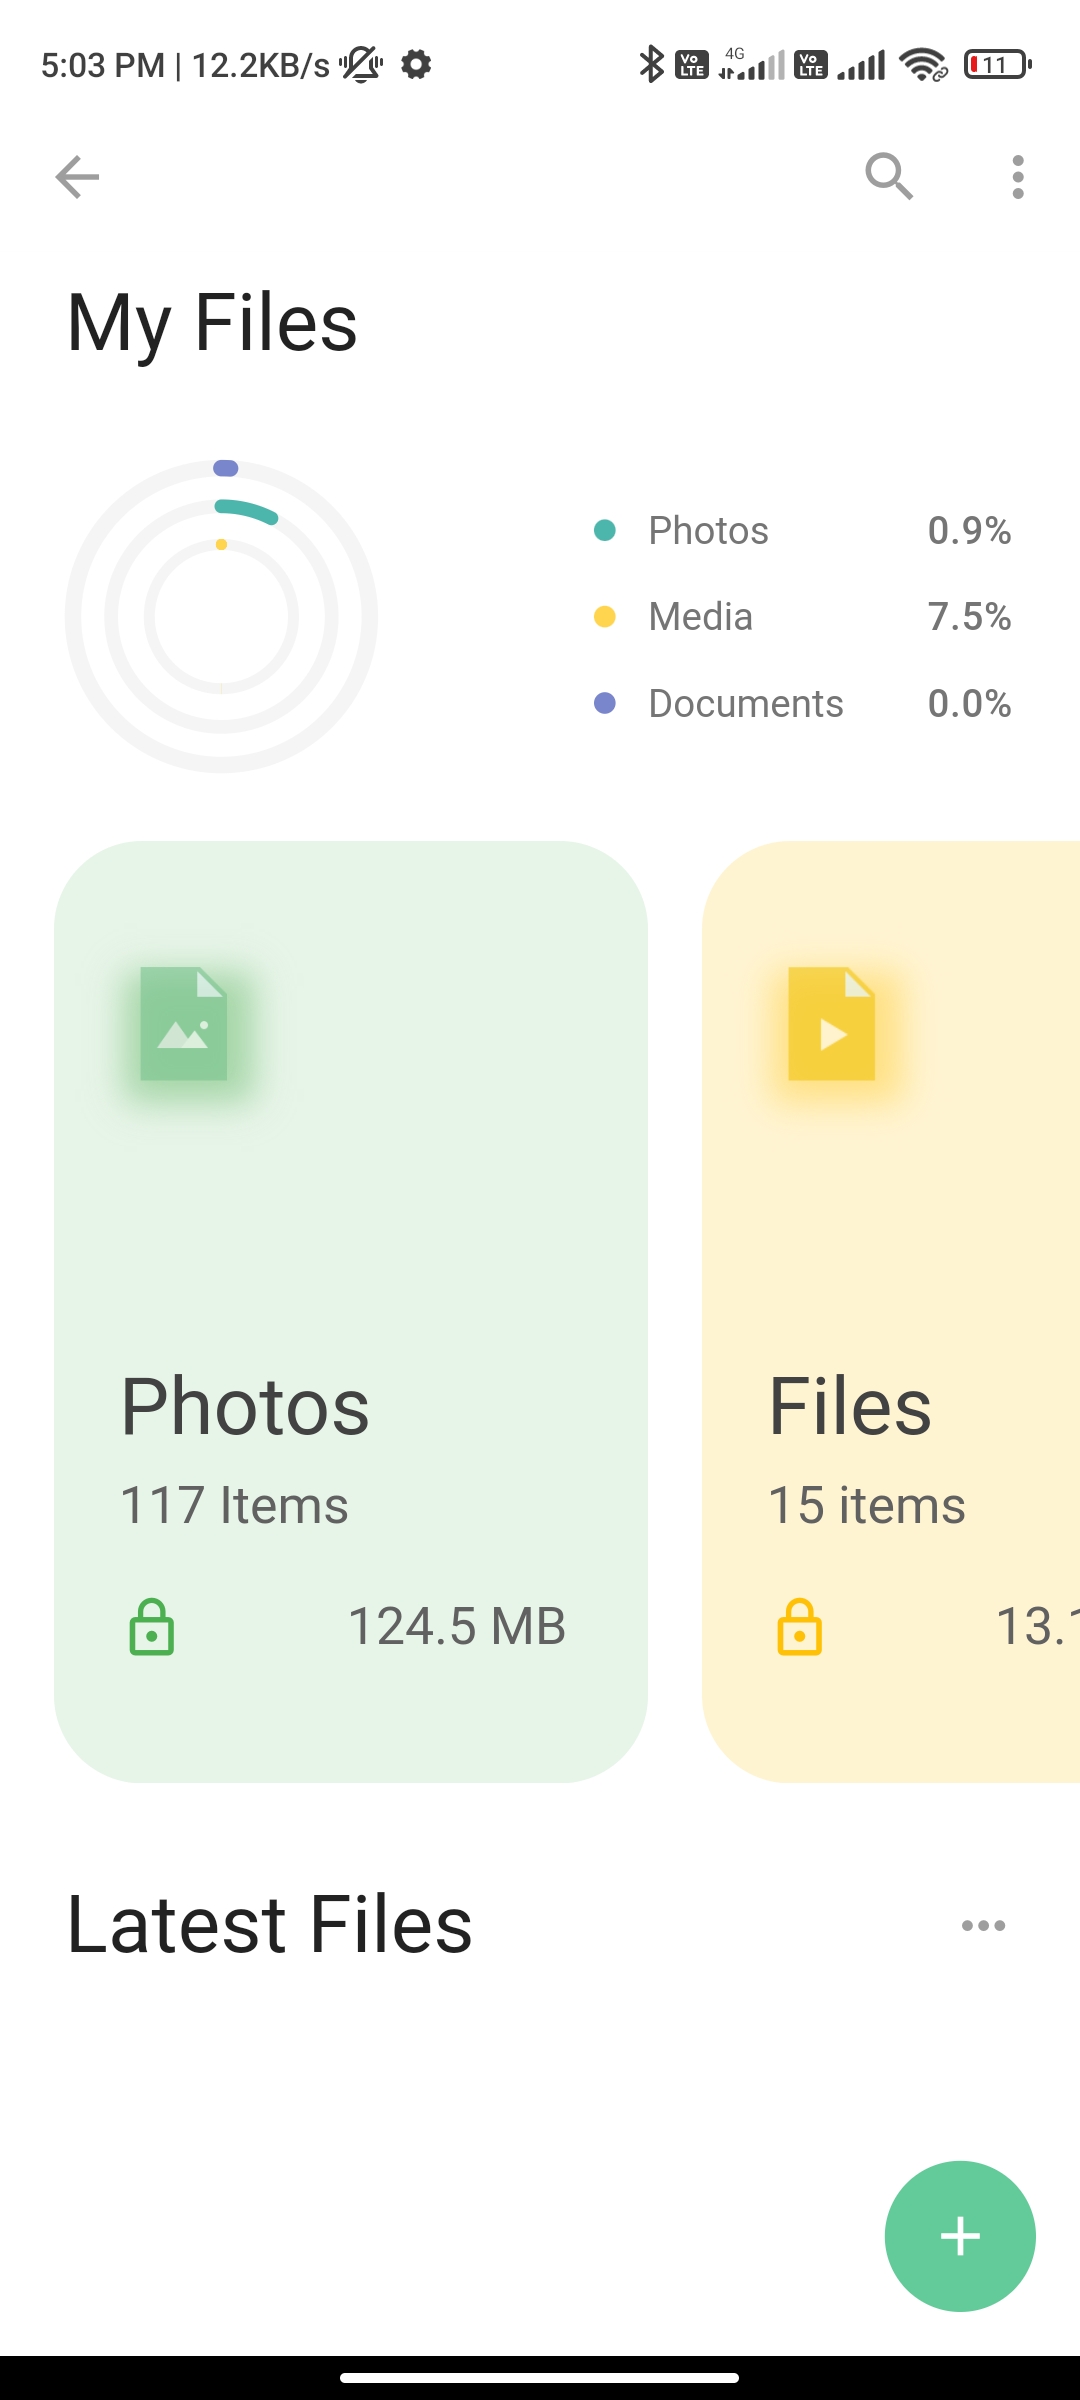 5:03 PM | 12.2KB/s
Vo LTE 4G Vo LTE 11
My Files
Photos 0.9%
Media 7.5%
Documents 0.0%
Photos
117 Items
124.5 MB
Files
15 items
13.1
Latest Files